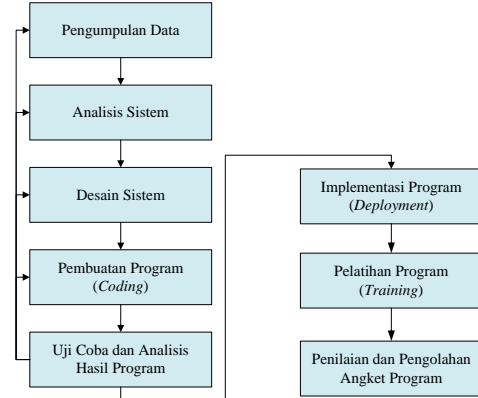 Pengumpulan Data
Analisis Sistem
Desain Sistem
Pembuatan Program
(Coding)
Uji Coba dan Analisis
Hasil Program
Implementasi Program
(Deployment)
Pelatihan Program
(Training)
Penilaian dan Pengolahan
Angket Program